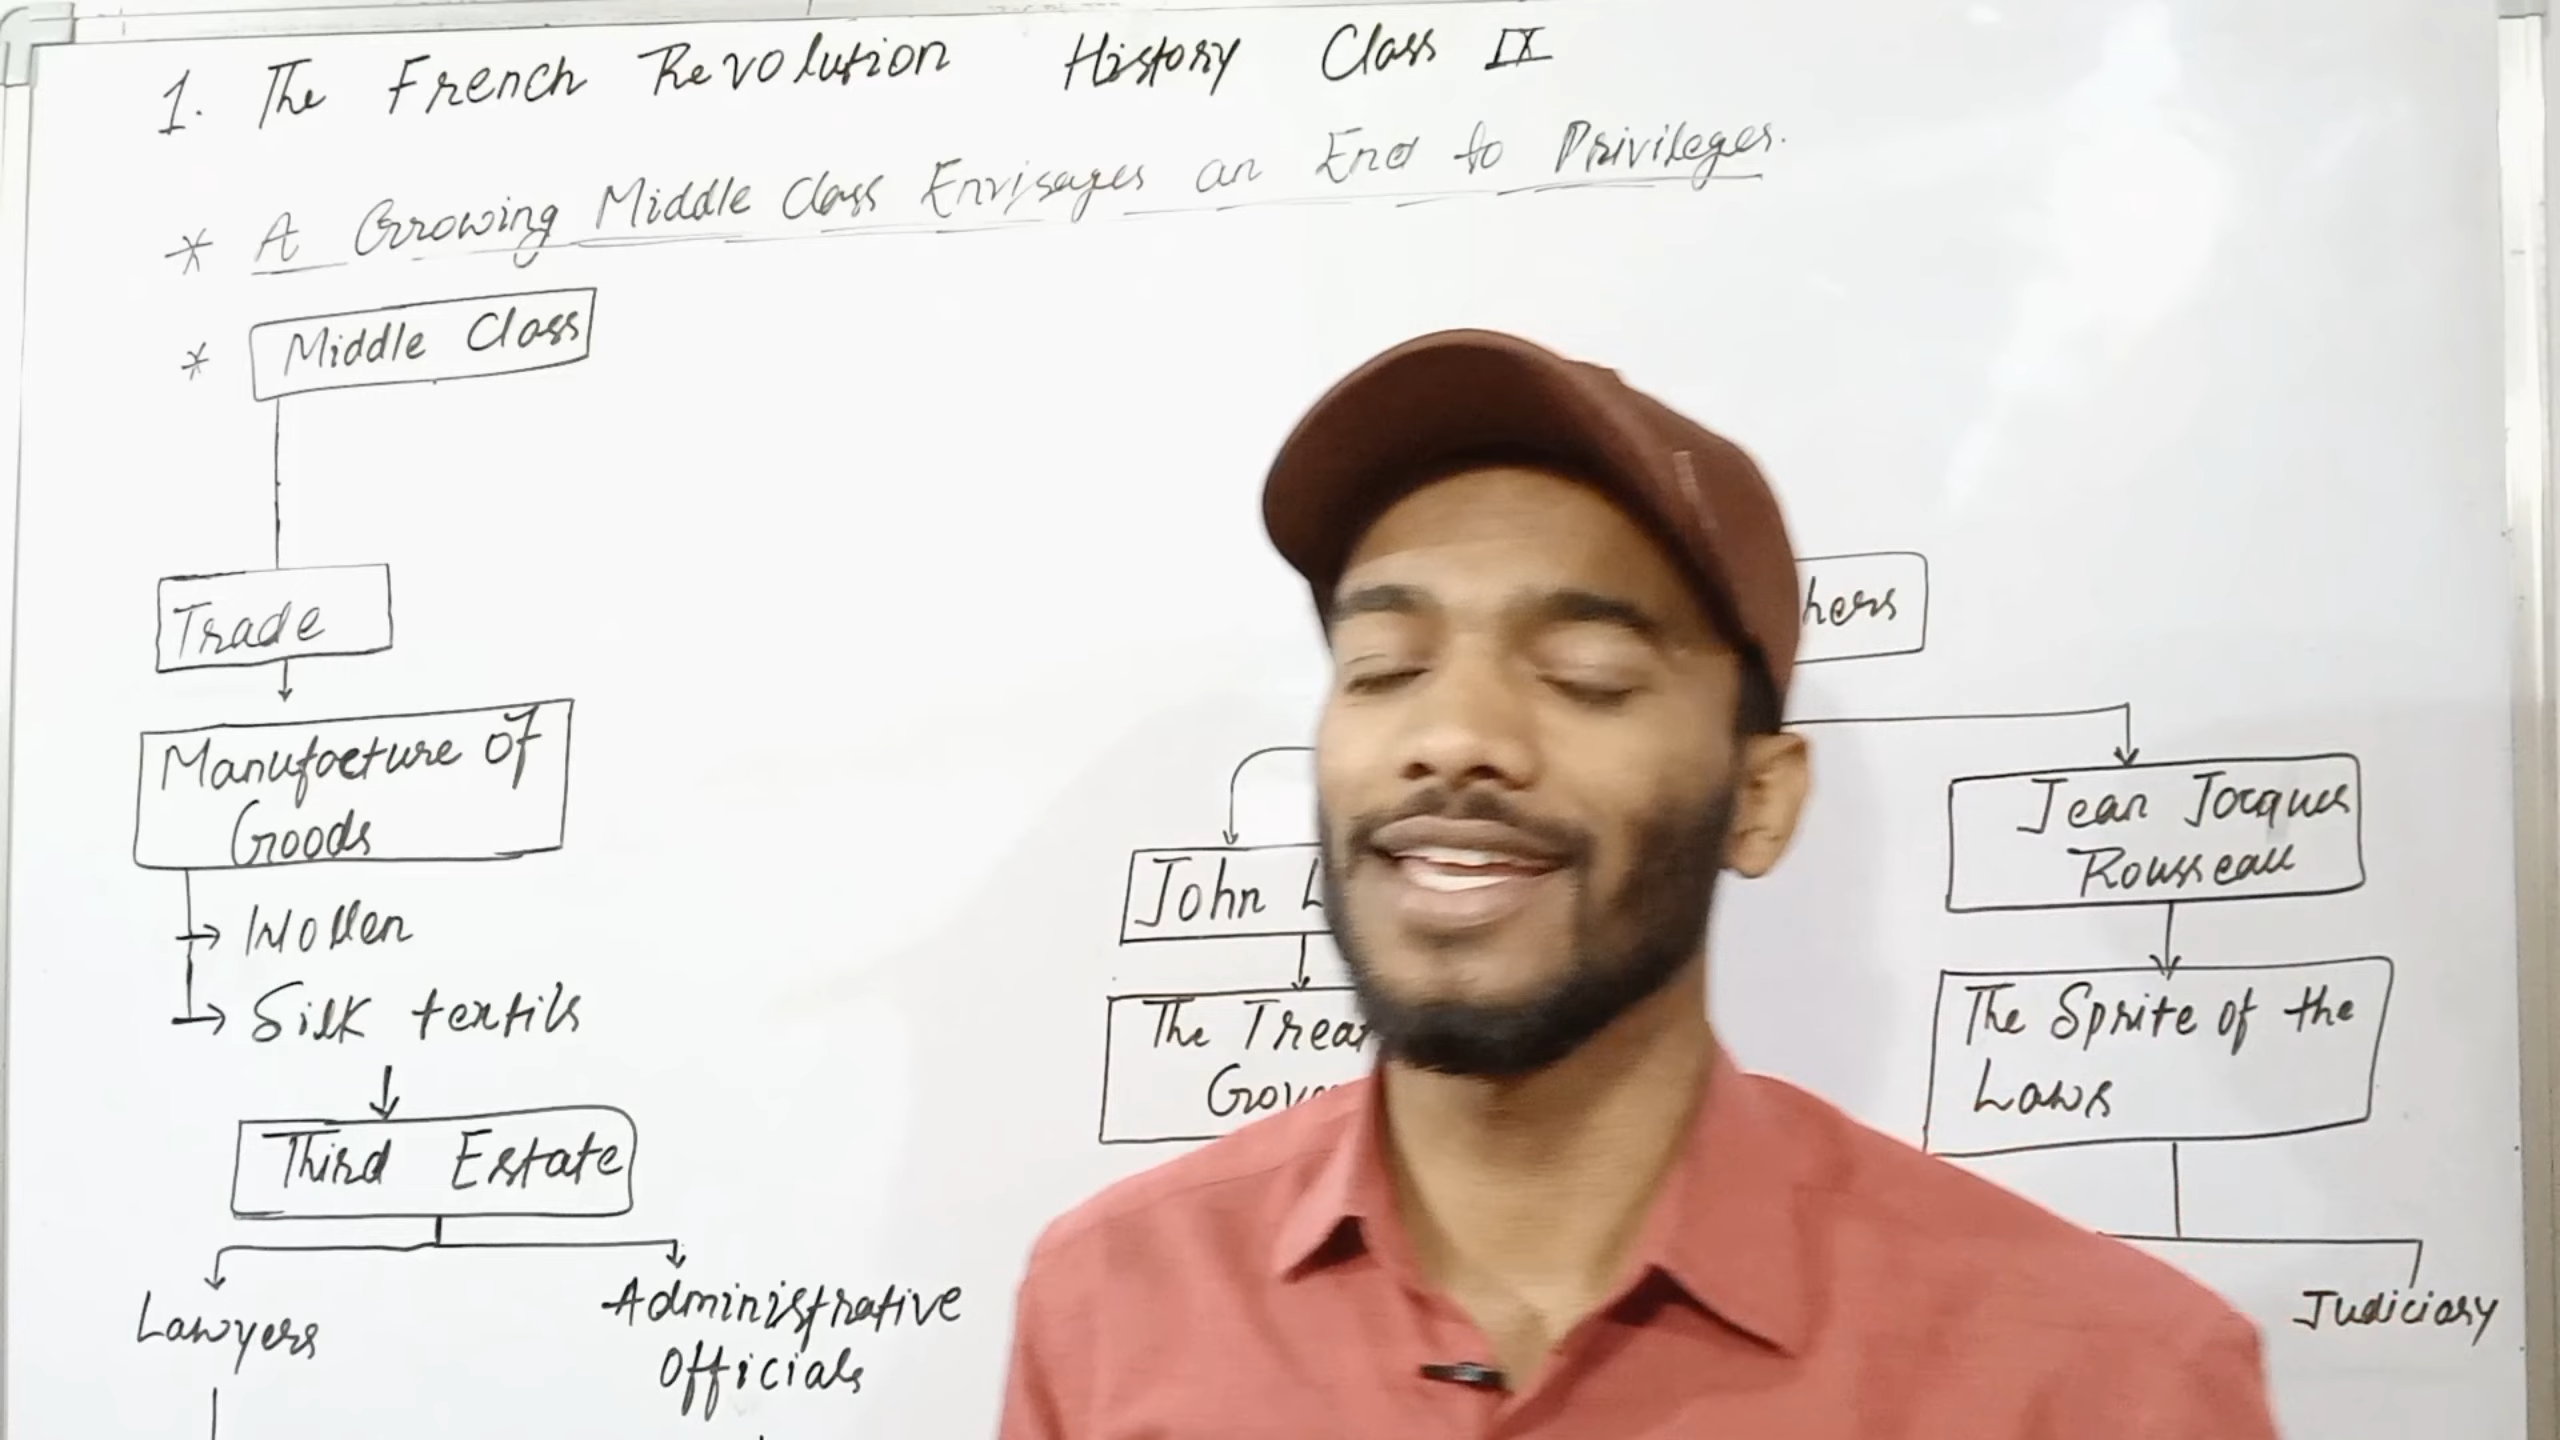 1. The French Revolution History Class IX
* A Growing Middle Class Envisages an End to Privileges.
* Middle Class
Trade
Manufacture of
Goods
Wollen
Silk textils
Third Estate
Lawyers
Administrative
Officials
hers
John L
The Treat
Gove
Jean Jacques
Rousseau
The Sprite of the
Laws
Judiciary